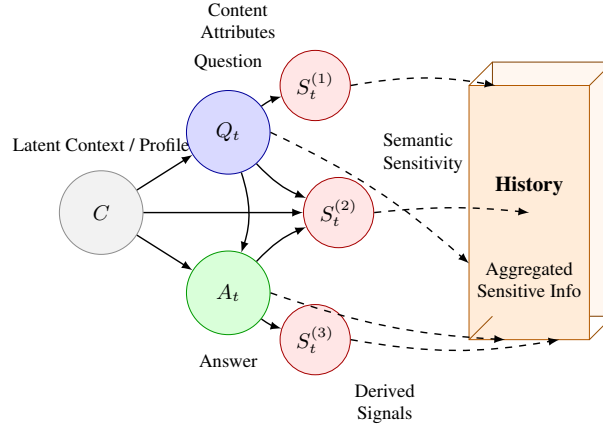 Content
Attributes
Question
S_t^{(1)}
Latent Context / Profile
Q_t
Semantic
Sensitivity
History
C
S_t^{(2)}
A_t
Aggregated
Sensitive Info
S_t^{(3)}
Answer
Derived
Signals